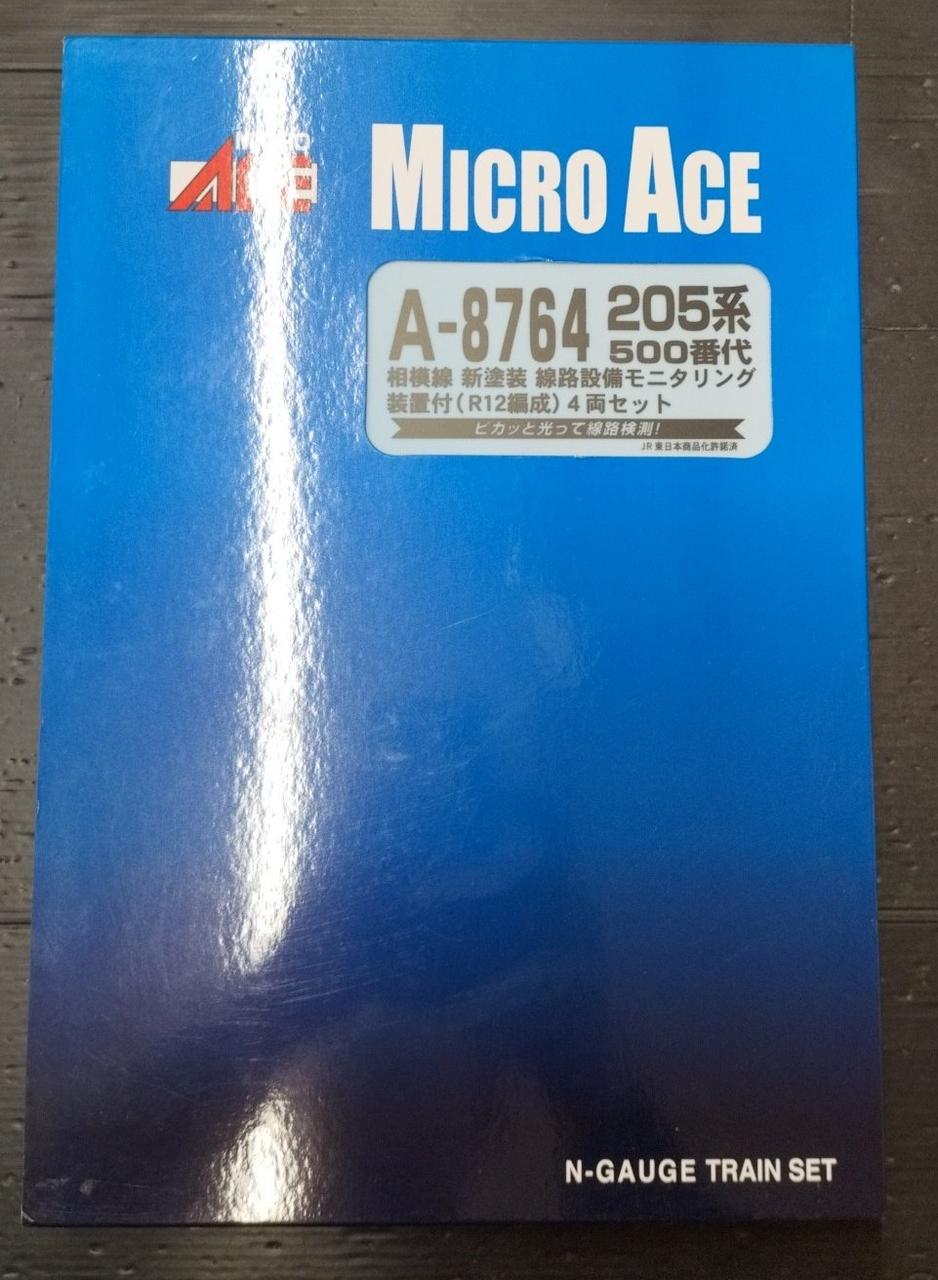 MICRO ACE
A-8764 205系
500番代
相模線 新塗装 線路設備モニタリング
装置付(R12編成) 4両セット
ピカッと光って線路検測!
JR東日本商品化許諾済
N-GAUGE TRAIN SET